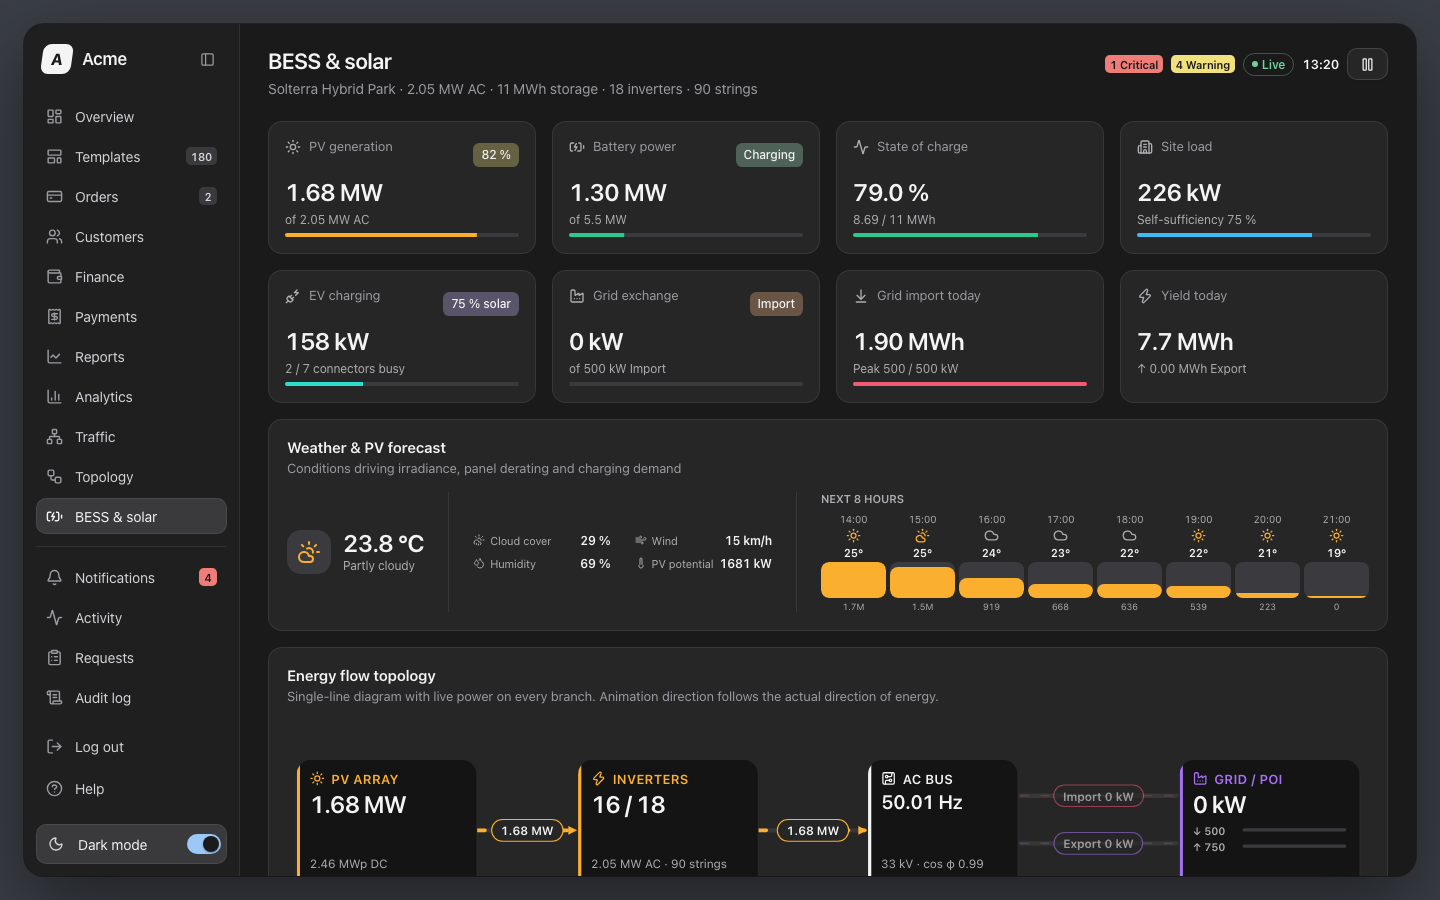 A Acme
Overview
Templates 180
Orders 2
Customers
Finance
Payments
Reports
Analytics
Traffic
Topology
BESS & solar
Notifications 4
Activity
Requests
Audit log
Log out
Help
Dark mode
BESS & solar
Solterra Hybrid Park · 2.05 MW AC · 11 MWh storage · 18 inverters · 90 strings
1 Critical 4 Warning Live 13:20
PV generation 82 %
1.68 MW
of 2.05 MW AC
Battery power Charging
1.30 MW
of 5.5 MW
State of charge
79.0 %
8.69 / 11 MWh
Site load
226 kW
Self-sufficiency 75 %
EV charging 75 % solar
158 kW
2 / 7 connectors busy
Grid exchange Import
0 kW
of 500 kW Import
Grid import today
1.90 MWh
Peak 500 / 500 kW
Yield today
7.7 MWh
↑ 0.00 MWh Export
Weather & PV forecast
Conditions driving irradiance, panel derating and charging demand
23.8 °C
Partly cloudy
Cloud cover 29 % Wind 15 km/h
Humidity 69 % PV potential 1681 kW
NEXT 8 HOURS
14:00 15:00 16:00 17:00 18:00 19:00 20:00 21:00
25° 25° 24° 23° 22° 22° 21° 19°
1.7M 1.5M 919 668 636 539 223 0
Energy flow topology
Single-line diagram with live power on every branch. Animation direction follows the actual direction of energy.
PV ARRAY
1.68 MW
2.46 MWp DC
1.68 MW
INVERTERS
16 / 18
2.05 MW AC · 90 strings
1.68 MW
AC BUS
50.01 Hz
33 kV · cos φ 0.99
Import 0 kW
Export 0 kW
GRID / POI
0 kW
↓ 500
↑ 750